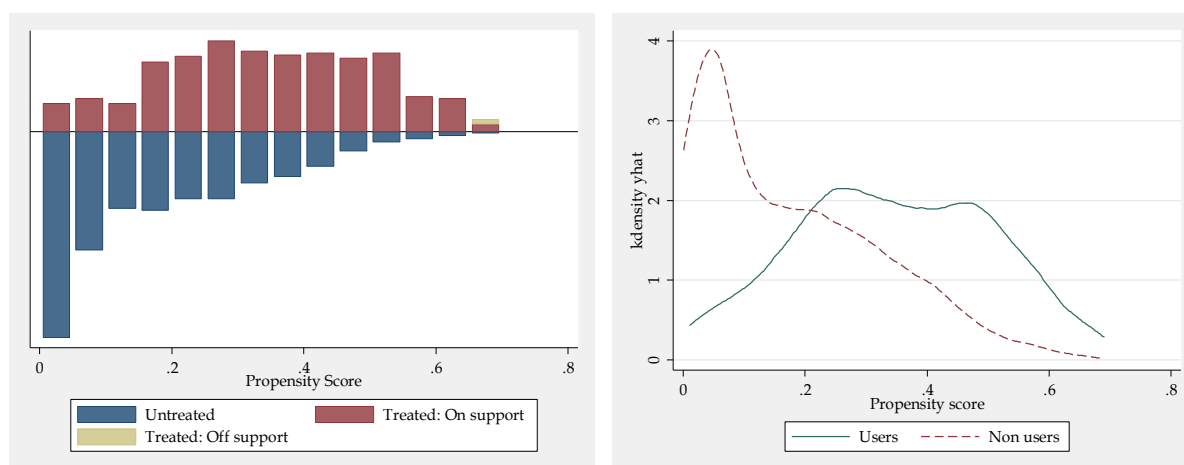 0 .2 .4 .6 .8
Propensity Score
Untreated Treated: On support
Treated: Off support
kdensity yhat
4
3
2
1
0
0 .2 .4 .6 .8
Propensity score
Users Non users